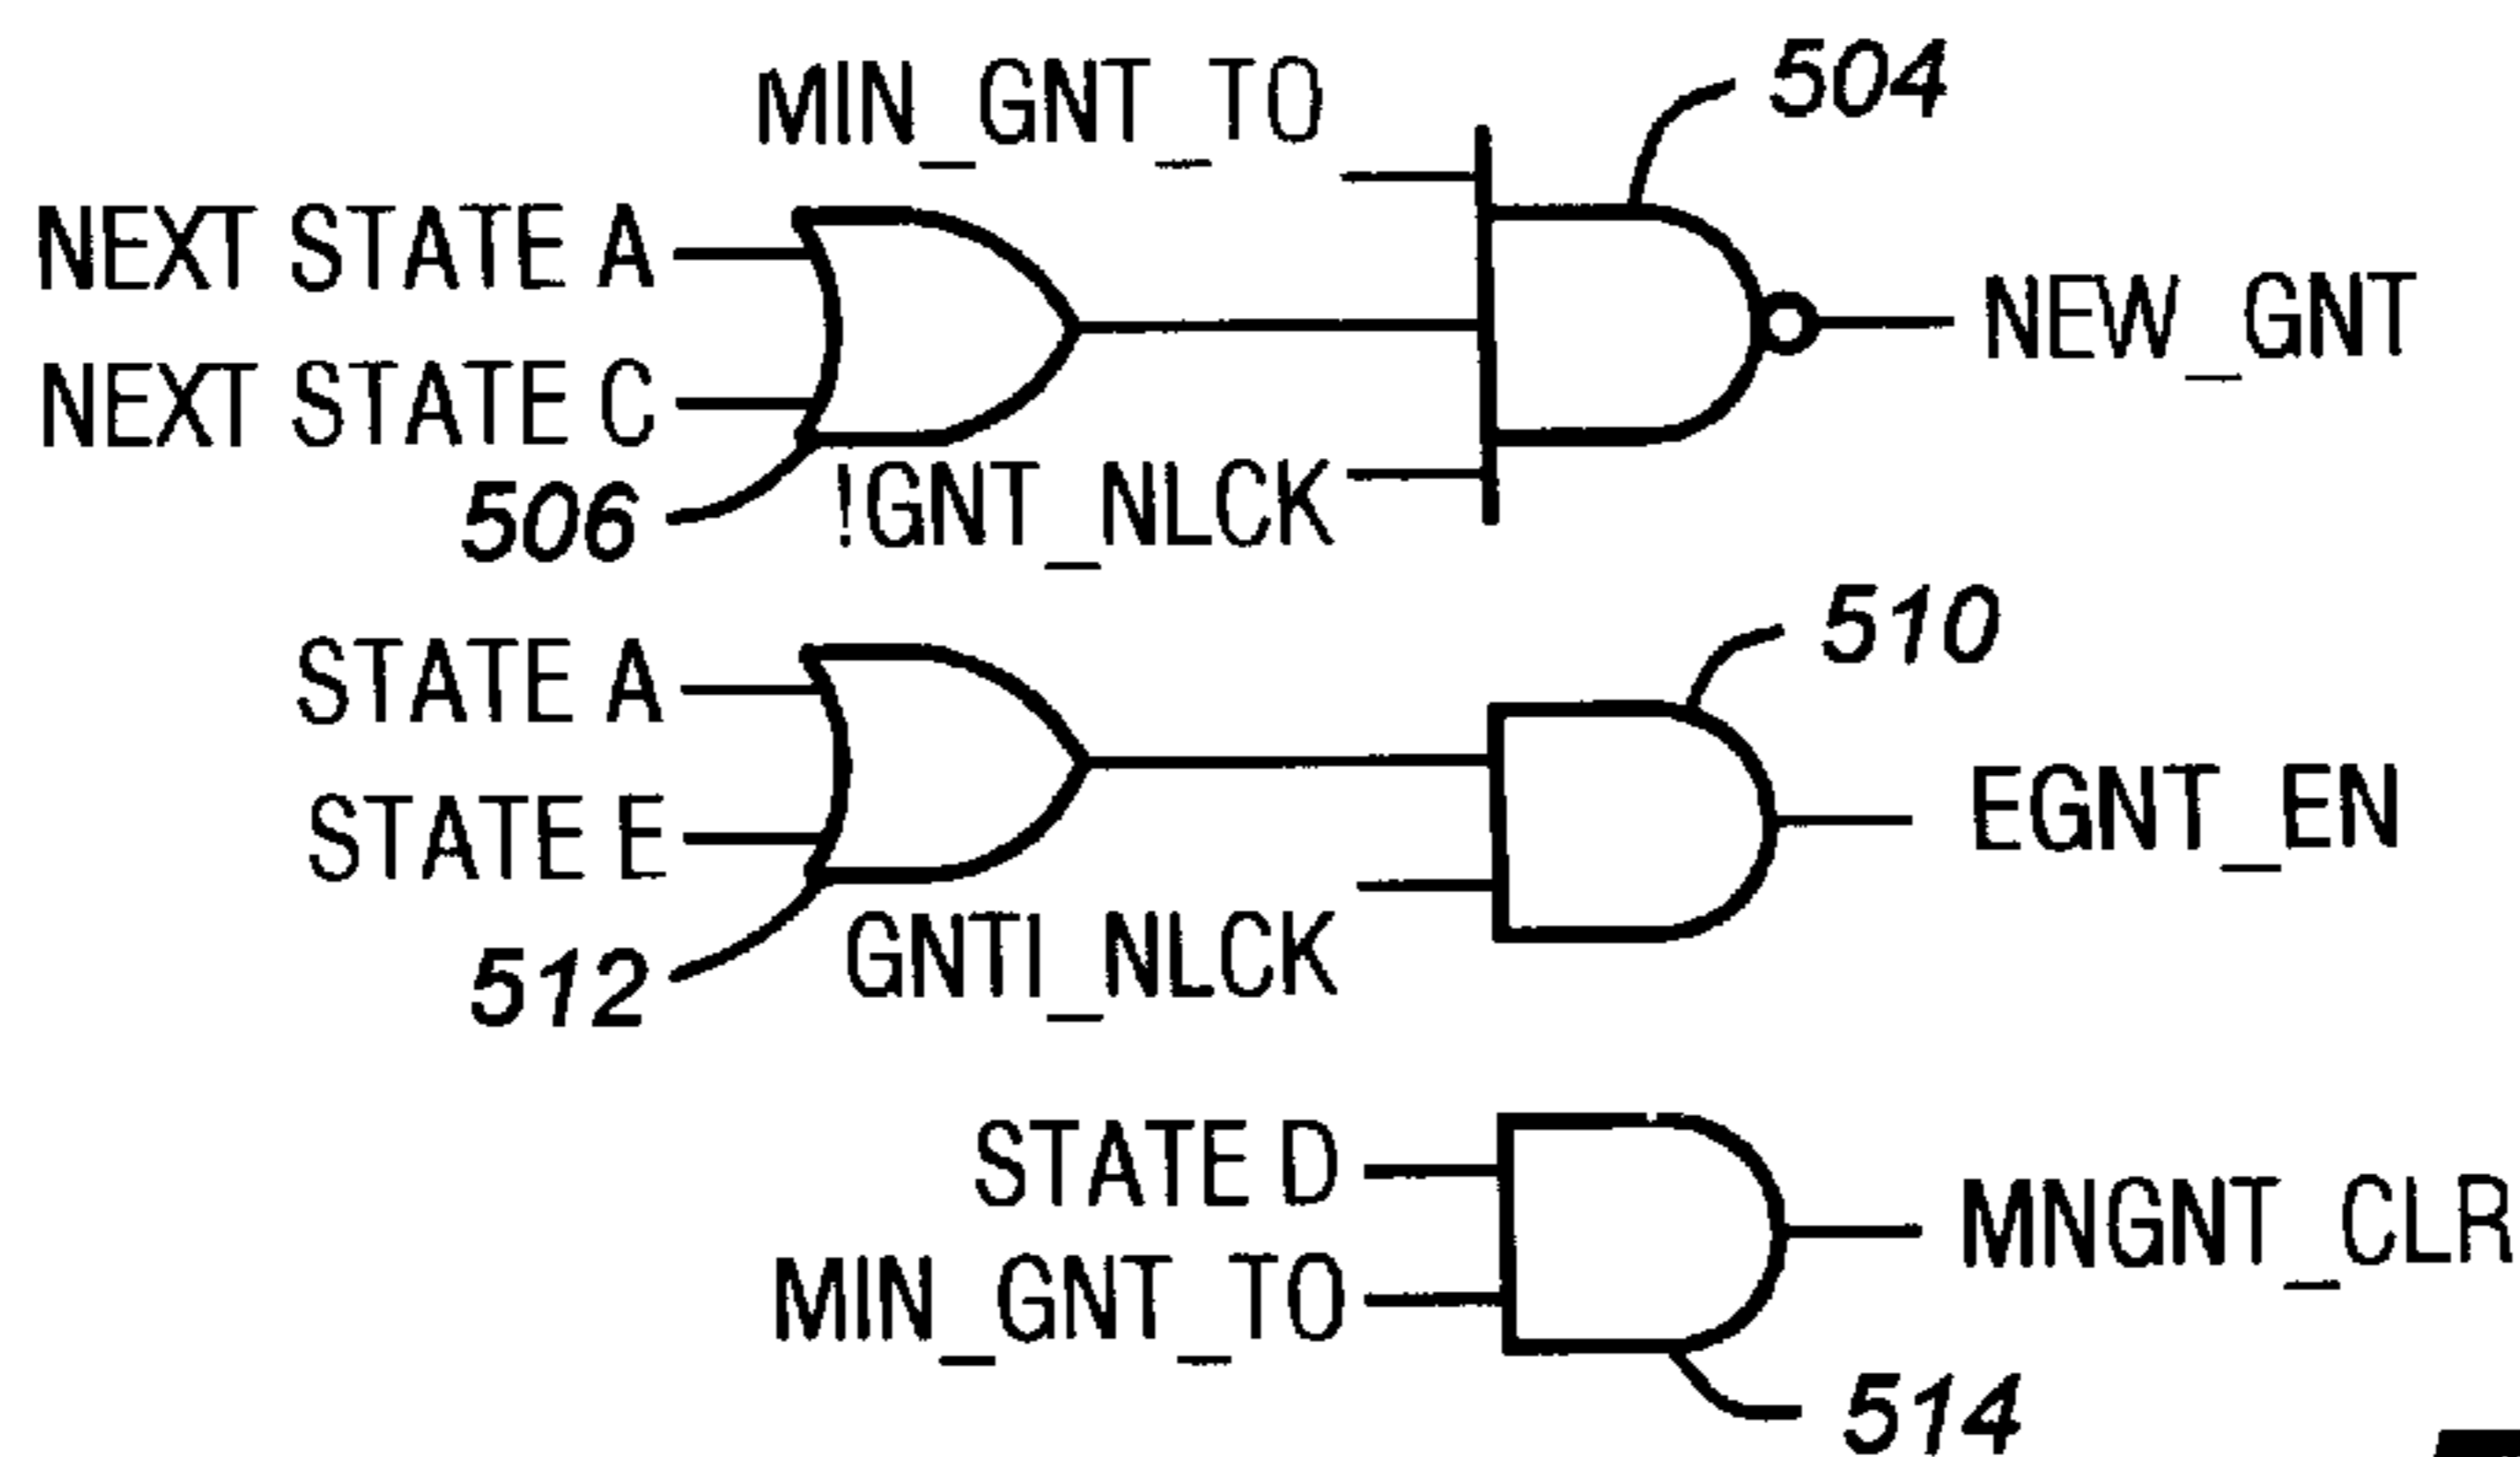 MIN_GNT_TO
504
NEXT STATE A
NEW_GNT
NEXT STATE C
506
!GNT_NLCK
510
STATE A
STATE E
EGNT_EN
512
GNTI_NLCK
STATE D
MNGNT_CLR
MIN_GNT_TO
514